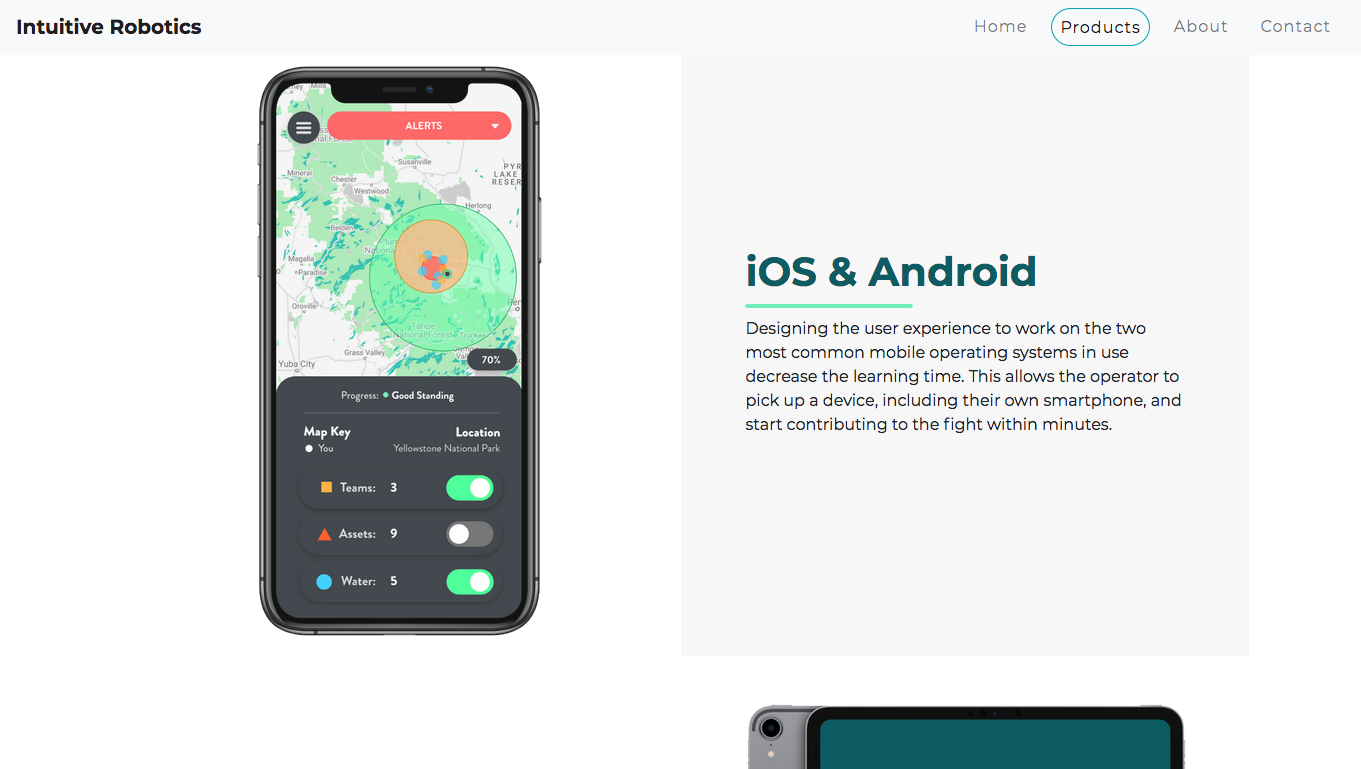 Intuitive Robotics
Home Products About Contact
Mills
ALERTS
Susanville
Mineral
Chester
Westwood
Herlong
Belden
Magalia
Paradise
Oroville
Tahoe
National Forest
Truckee
Grass Valley
Yuba City
70%
Progress: Good Standing
Map Key
Location
You
Yellowstone National Park
Teams: 3
Assets: 9
Water: 5
iOS & Android
Designing the user experience to work on the two
most common mobile operating systems in use
decrease the learning time. This allows the operator to
pick up a device, including their own smartphone, and
start contributing to the fight within minutes.